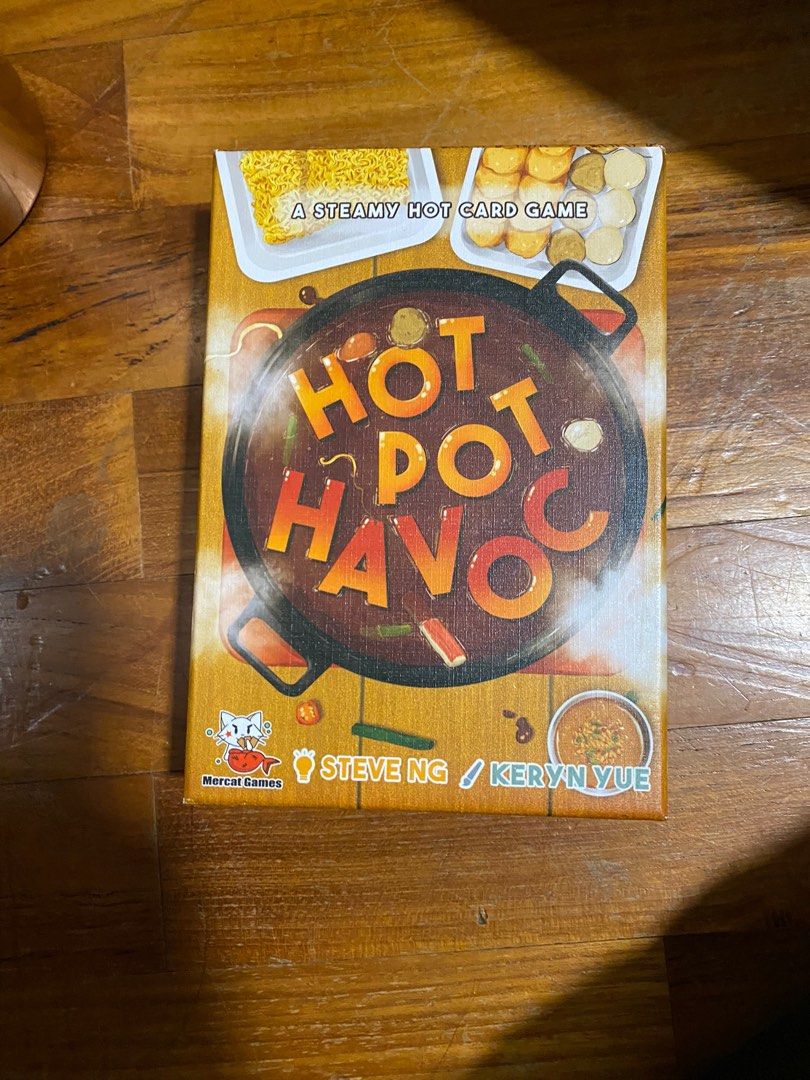 A STEAMY HOT CARD GAME
HOT
POT
HAVOC
Mercat Games
STEVE NG
KERYN YUE